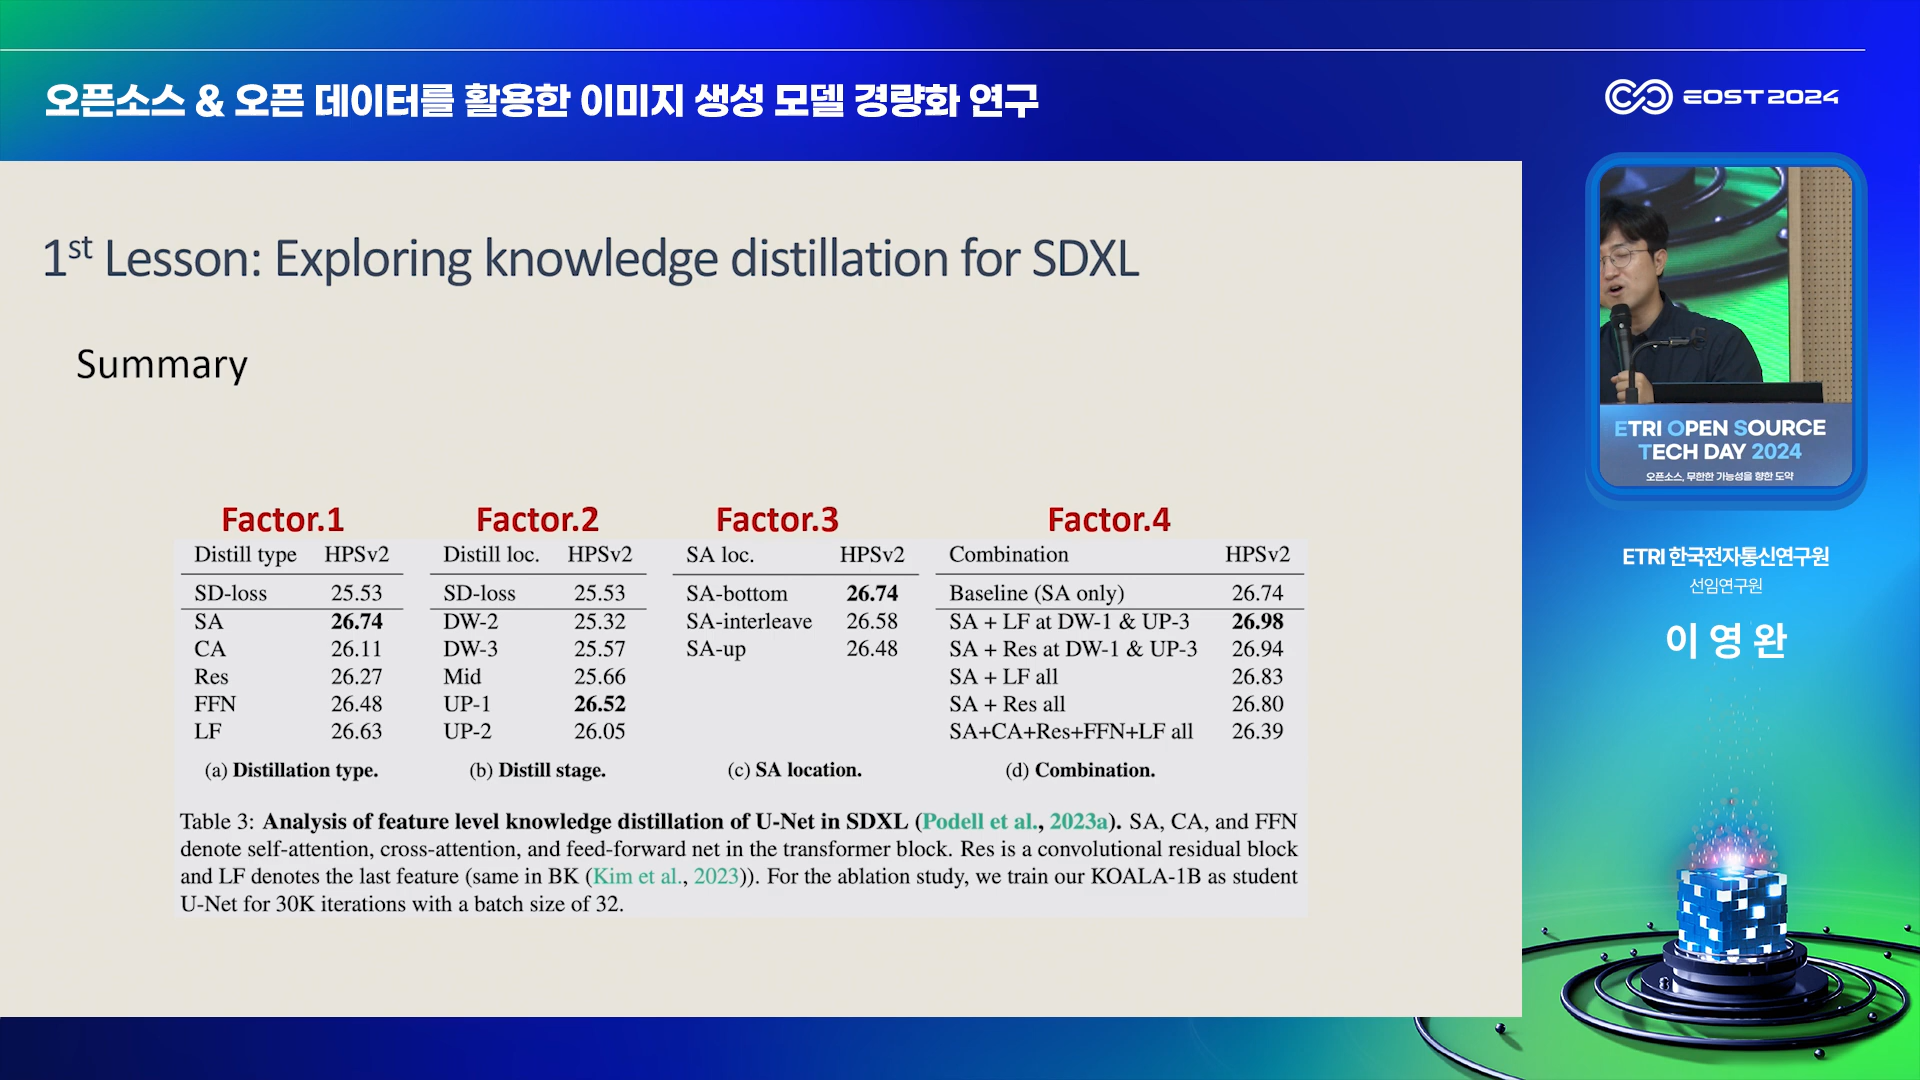 오픈소스 & 오픈 데이터를 활용한 이미지 생성 모델 경량화 연구
EOST 2024
1st Lesson: Exploring knowledge distillation for SDXL
Summary
Factor.1 Factor.2 Factor.3 Factor.4
Distill type HPSv2 Distill loc. HPSv2 SA loc. HPSv2 Combination HPSv2
SD-loss 25.53 SD-loss 25.53 SA-bottom 26.74 Baseline (SA only) 26.74
SA 26.74 DW-2 25.32 SA-interleave 26.58 SA + LF at DW-1 & UP-3 26.98
CA 26.11 DW-3 25.57 SA-up 26.48 SA + Res at DW-1 & UP-3 26.94
Res 26.27 Mid 25.66 SA + LF all 26.83
FFN 26.48 UP-1 26.52 SA + Res all 26.80
LF 26.63 UP-2 26.05 SA+CA+Res+FFN+LF all 26.39
(a) Distillation type. (b) Distill stage. (c) SA location. (d) Combination.
Table 3: Analysis of feature level knowledge distillation of U-Net in SDXL (Podell et al., 2023a). SA, CA, and FFN
denote self-attention, cross-attention, and feed-forward net in the transformer block. Res is a convolutional residual block
and LF denotes the last feature (same in BK (Kim et al., 2023)). For the ablation study, we train our KOALA-1B as student
U-Net for 30K iterations with a batch size of 32.
ETRI OPEN SOURCE
TECH DAY 2024
오픈소스, 무한한 가능성을 향한 도약
ETRI 한국전자통신연구원
선임연구원
이영완